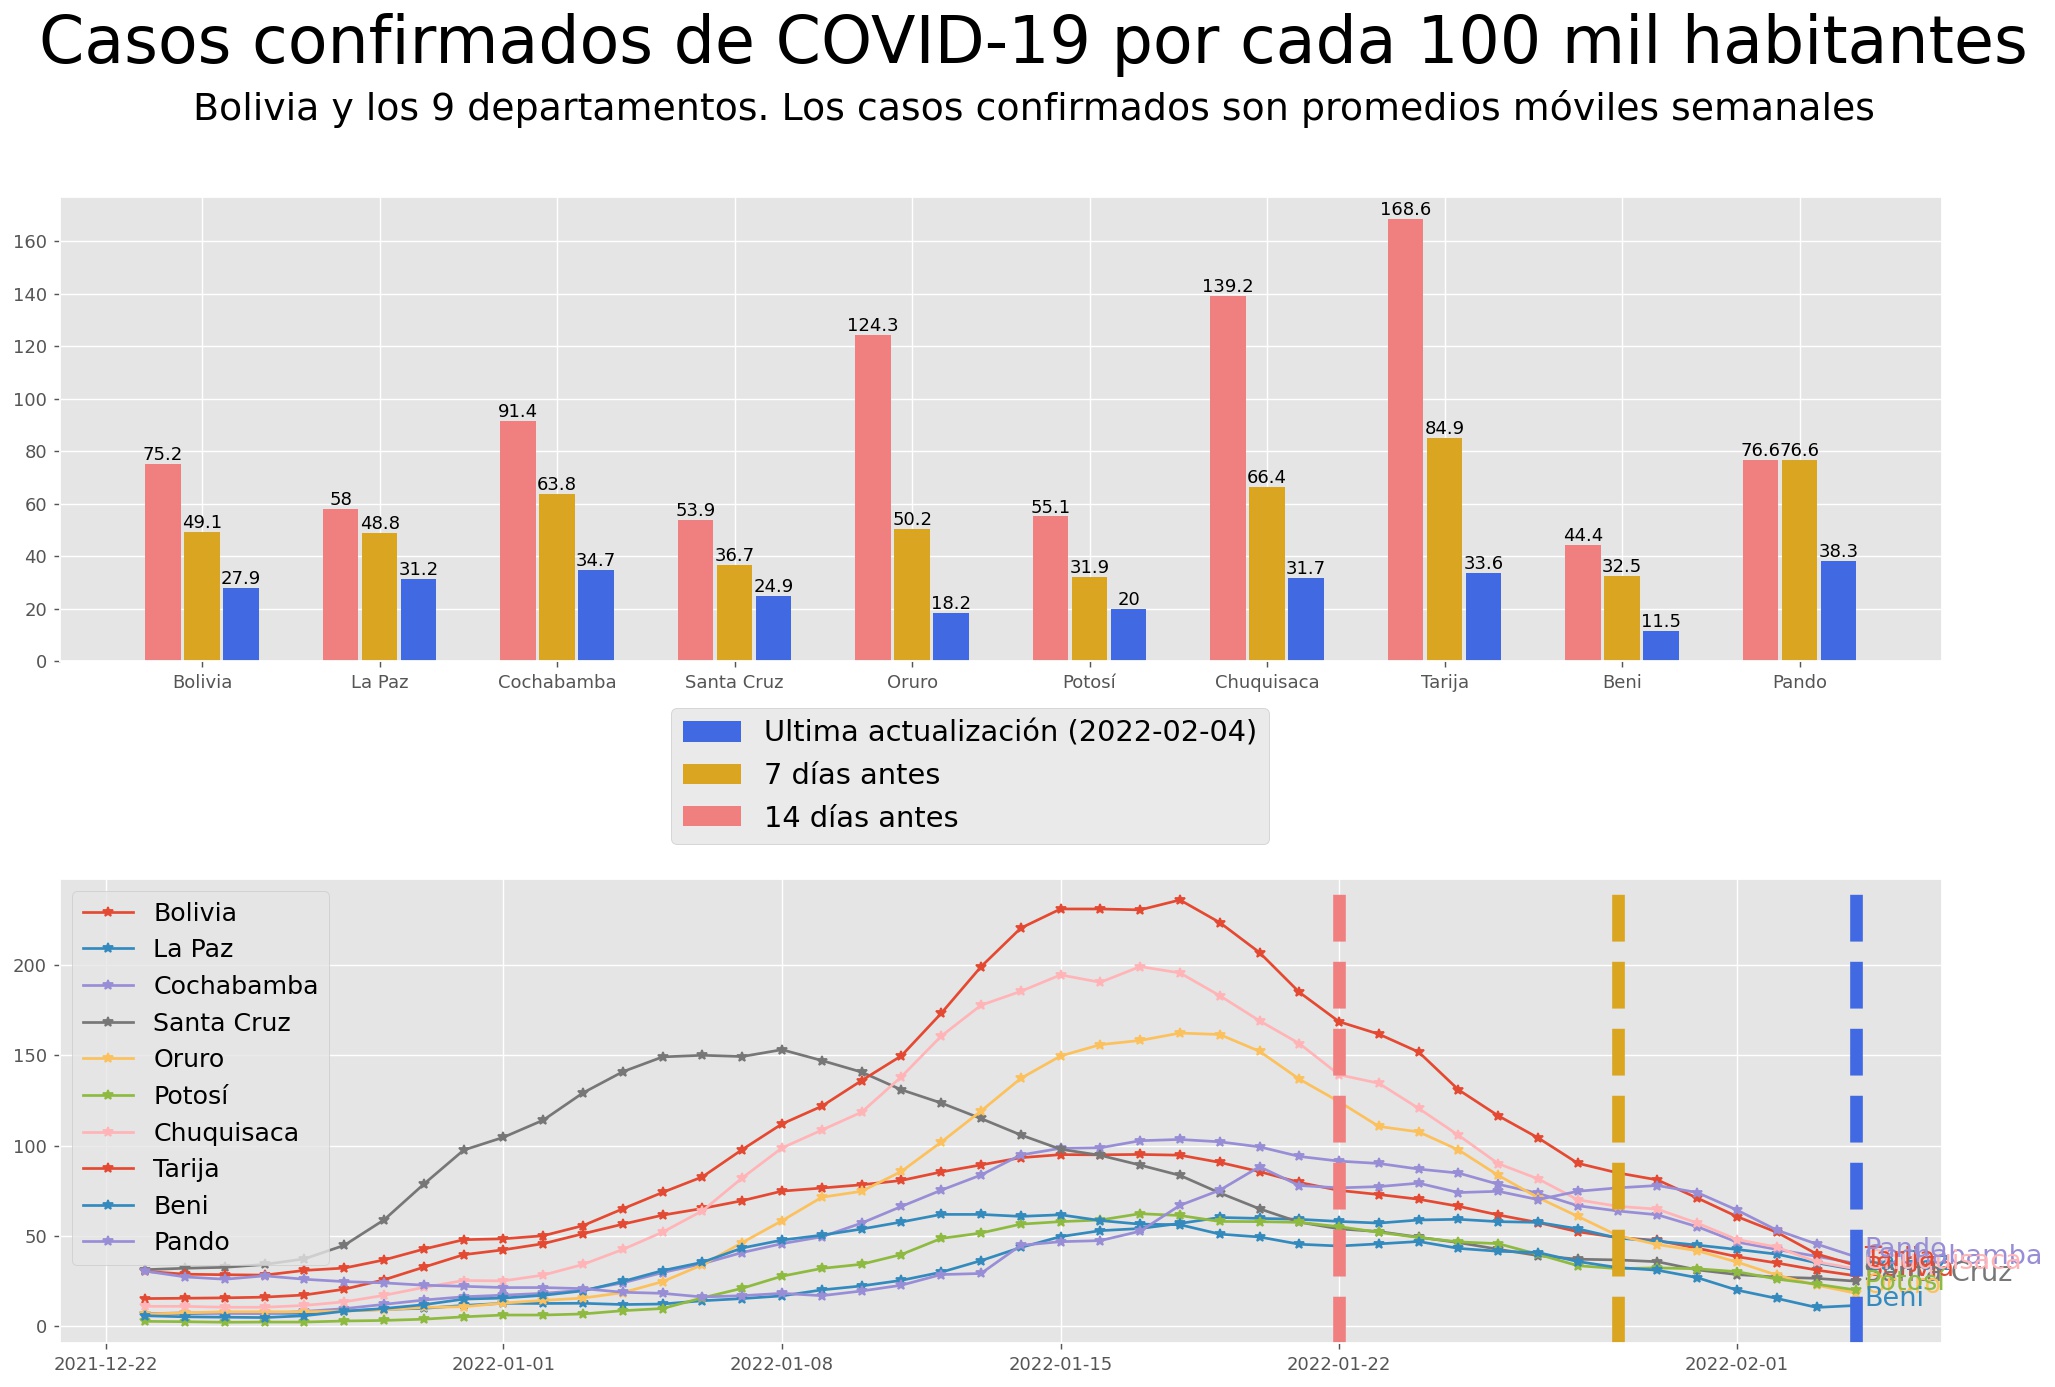 Casos confirmados de COVID-19 por cada 100 mil habitantes
Bolivia y los 9 departamentos. Los casos confirmados son promedios móviles semanales
160
140
120
100
80
60
40
20
0
75.2
49.1
27.9
58
48.8
31.2
91.4
63.8
34.7
53.9
36.7
24.9
124.3
50.2
18.2
55.1
31.9
20
139.2
66.4
31.7
168.6
84.9
33.6
44.4
32.5
11.5
76.6
76.6
38.3
Bolivia
La Paz
Cochabamba
Santa Cruz
Oruro
Potosí
Chuquisaca
Tarija
Beni
Pando
Ultima actualización (2022-02-04)
7 días antes
14 días antes
200
150
100
50
0
Bolivia
La Paz
Cochabamba
Santa Cruz
Oruro
Potosí
Chuquisaca
Tarija
Beni
Pando
Pando
Tarija
Potosí
Beni
2021-12-22
2022-01-01
2022-01-08
2022-01-15
2022-01-22
2022-02-01